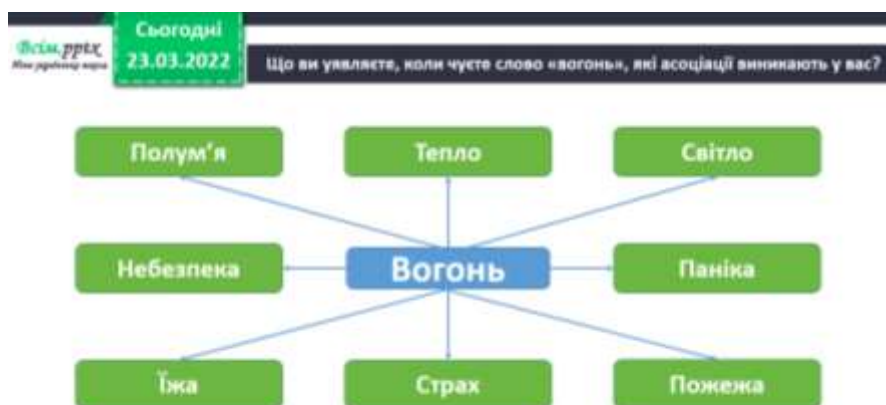 Всім.pptx
Сьогодні
23.03.2022
Що ви уявляєте, коли чуєте слово «вогонь», які асоціації виникають у вас?
Полум’я
Тепло
Світло
Небезпека
Вогонь
Паніка
Їжа
Страх
Пожежа